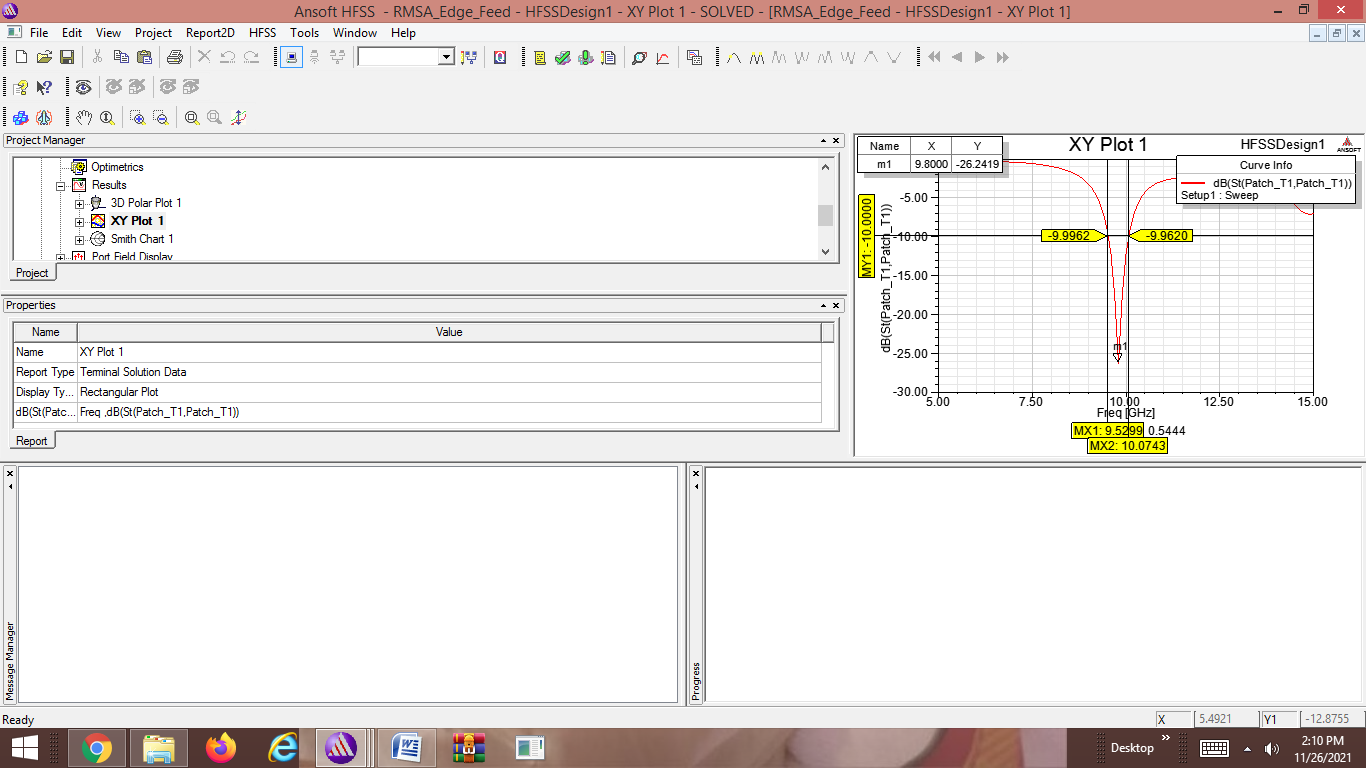 Ansoft HFSS - RMSA_Edge_Feed - HFSSDesign1 - XY Plot 1 - SOLVED - [RMSA_Edge_Feed - HFSSDesign1 - XY Plot 1]
File Edit View Project Report2D HFSS Tools Window Help
Project Manager
Optimetrics
Results
3D Polar Plot 1
XY Plot 1
Smith Chart 1
Port Field Display
Project
Properties
Name Value
Name XY Plot 1
Report Type Terminal Solution Data
Display Ty... Rectangular Plot
dB(St(Patc... Freq ,dB(St(Patch_T1,Patch_T1))
Report
XY Plot 1
HFSSDesign1
ANSOFT
Name X Y
m1 9.8000 -26.2419
Curve Info
dB(St(Patch_T1,Patch_T1))
Setup1 : Sweep
MY1: -10.0000
dB(St(Patch_T1,Patch_T1))
-5.00
-10.00
-15.00
-20.00
-25.00
-30.00
-9.9962
-9.9620
m1
5.00 7.50 10.00 12.50 15.00
Freq [GHz]
MX1: 9.5299 0.5444
MX2: 10.0743
Message Manager
Progress
Ready
X 5.4921 Y1 -12.8755
Desktop
2:10 PM
11/26/2021